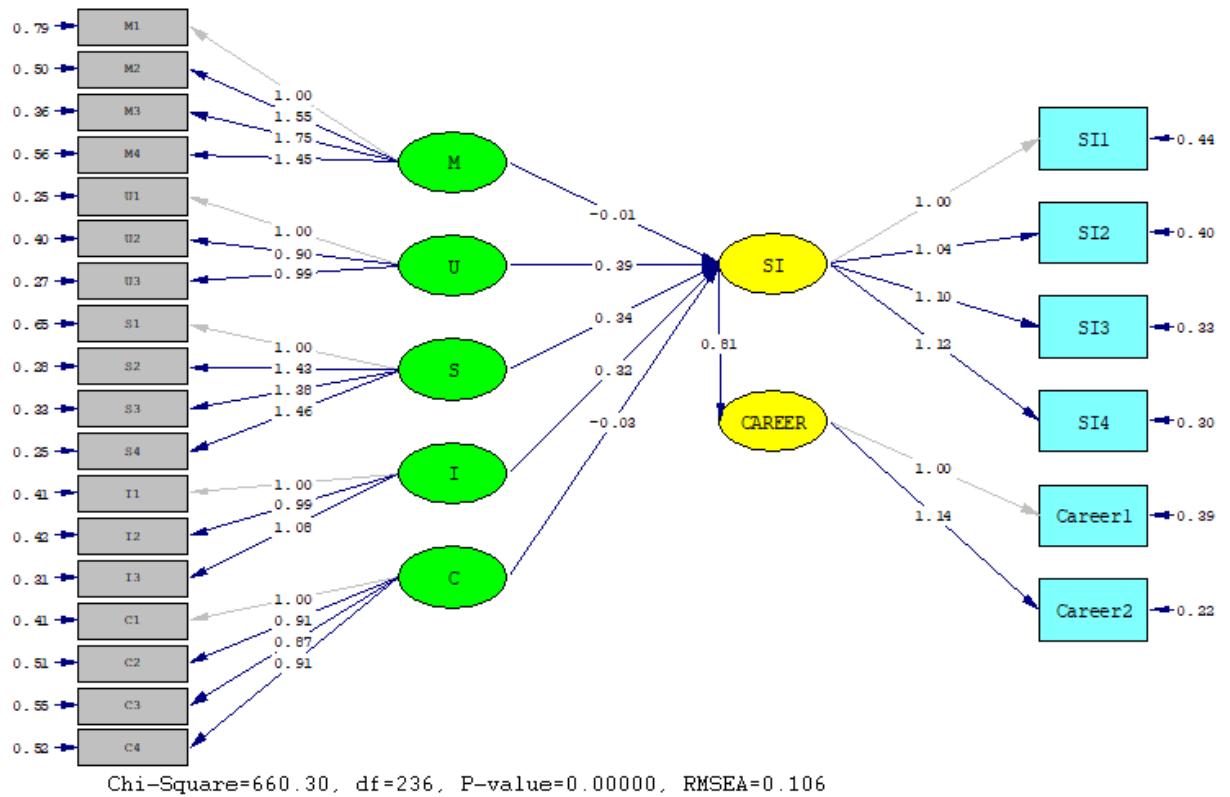 0.79 M1
0.50 M2
0.36 M3
0.56 M4
0.25 U1
0.40 U2
0.27 U3
0.65 S1
0.28 S2
0.33 S3
0.25 S4
0.41 I1
0.42 I2
0.31 I3
0.41 C1
0.51 C2
0.55 C3
0.52 C4
1.00
1.55
1.75
1.45
1.00
0.90
0.99
1.00
1.43
1.38
1.46
1.00
0.99
1.08
1.00
0.91
0.87
0.91
M
U
S
I
C
-0.01
0.39
0.34
0.32
-0.03
SI
0.81
CAREER
1.00
1.04
1.10
1.12
1.00
1.14
SI1 0.44
SI2 0.40
SI3 0.33
SI4 0.30
Career1 0.39
Career2 0.22
Chi-Square=660.30, df=236, P-value=0.00000, RMSEA=0.106